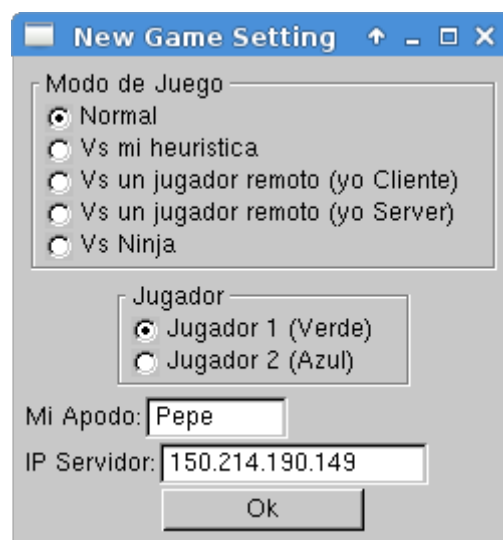 New Game Setting
Modo de Juego
Normal
Vs mi heuristica
Vs un jugador remoto (yo Cliente)
Vs un jugador remoto (yo Server)
Vs Ninja
Jugador
Jugador 1 (Verde)
Jugador 2 (Azul)
Mi Apodo: Pepe
IP Servidor: 150.214.190.149
Ok